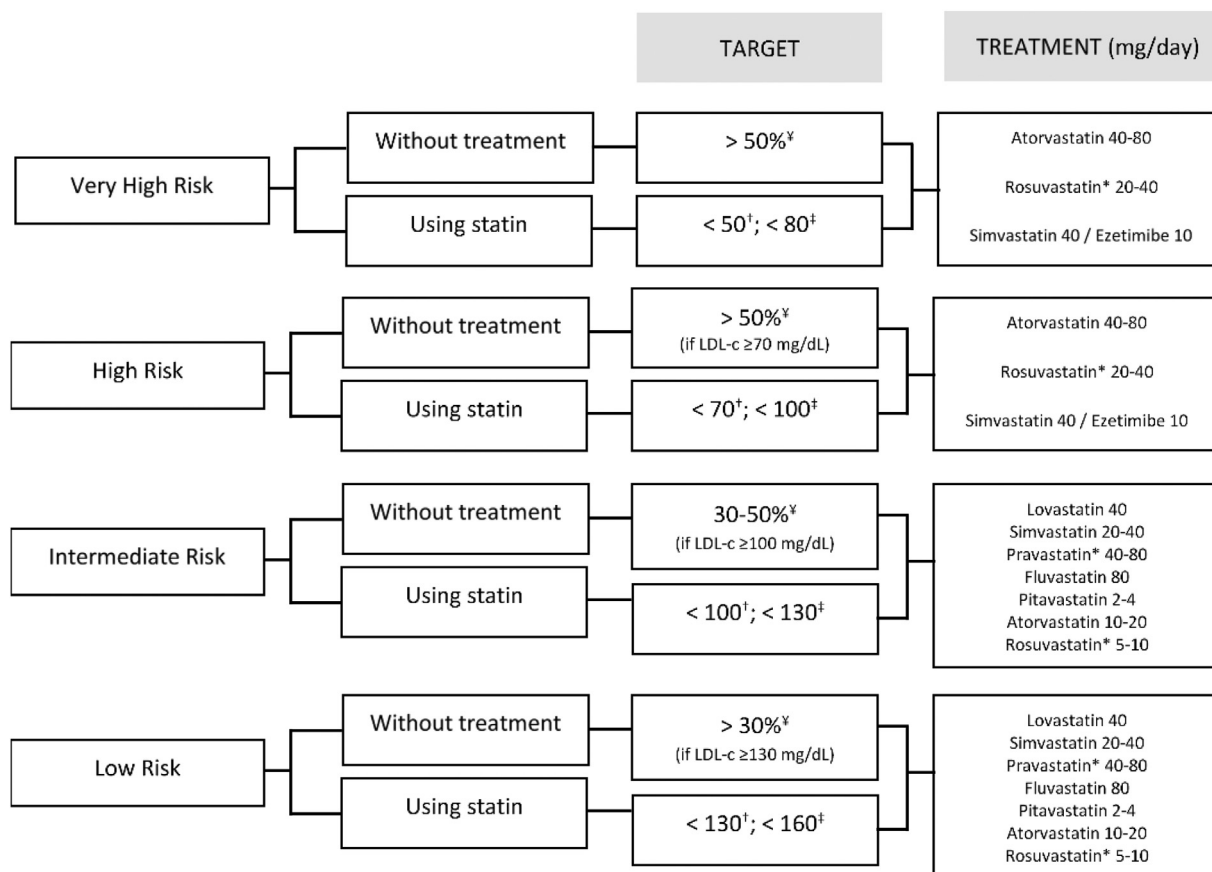 TARGET
TREATMENT (mg/day)
Very High Risk
Without treatment
> 50%¥
Using statin
< 50†; < 80‡
Atorvastatin 40-80
Rosuvastatin* 20-40
Simvastatin 40 / Ezetimibe 10
High Risk
Without treatment
> 50%¥
(if LDL-c ≥70 mg/dL)
Using statin
< 70†; < 100‡
Atorvastatin 40-80
Rosuvastatin* 20-40
Simvastatin 40 / Ezetimibe 10
Intermediate Risk
Without treatment
30-50%¥
(if LDL-c ≥100 mg/dL)
Using statin
< 100†; < 130‡
Lovastatin 40
Simvastatin 20-40
Pravastatin* 40-80
Fluvastatin 80
Pitavastatin 2-4
Atorvastatin 10-20
Rosuvastatin* 5-10
Low Risk
Without treatment
> 30%¥
(if LDL-c ≥130 mg/dL)
Using statin
< 130†; < 160‡
Lovastatin 40
Simvastatin 20-40
Pravastatin* 40-80
Fluvastatin 80
Pitavastatin 2-4
Atorvastatin 10-20
Rosuvastatin* 5-10